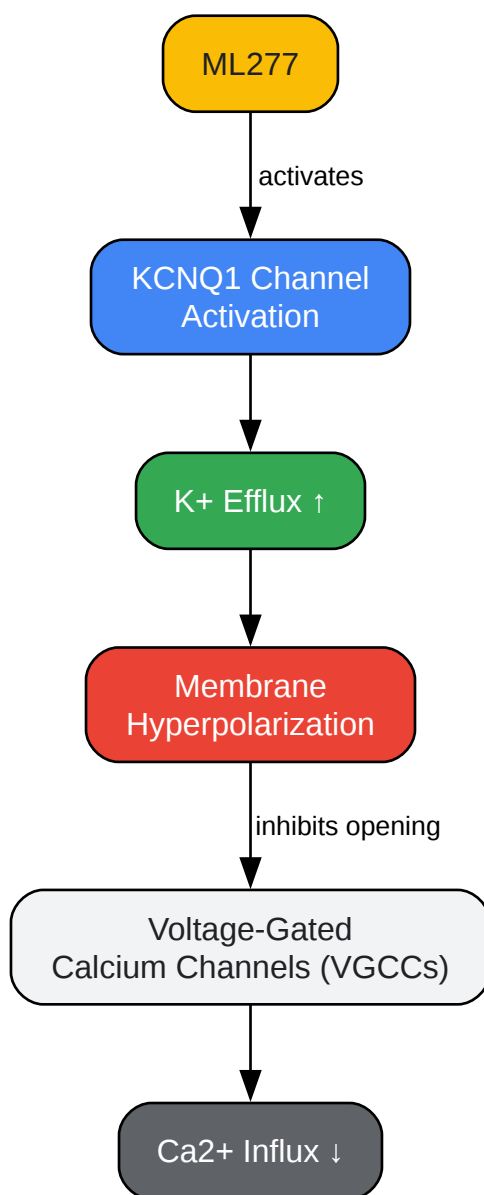 ML277
activates
KCNQ1 Channel
Activation
K+ Efflux ↑
Membrane
Hyperpolarization
inhibits opening
Voltage-Gated
Calcium Channels (VGCCs)
Ca2+ Influx ↓